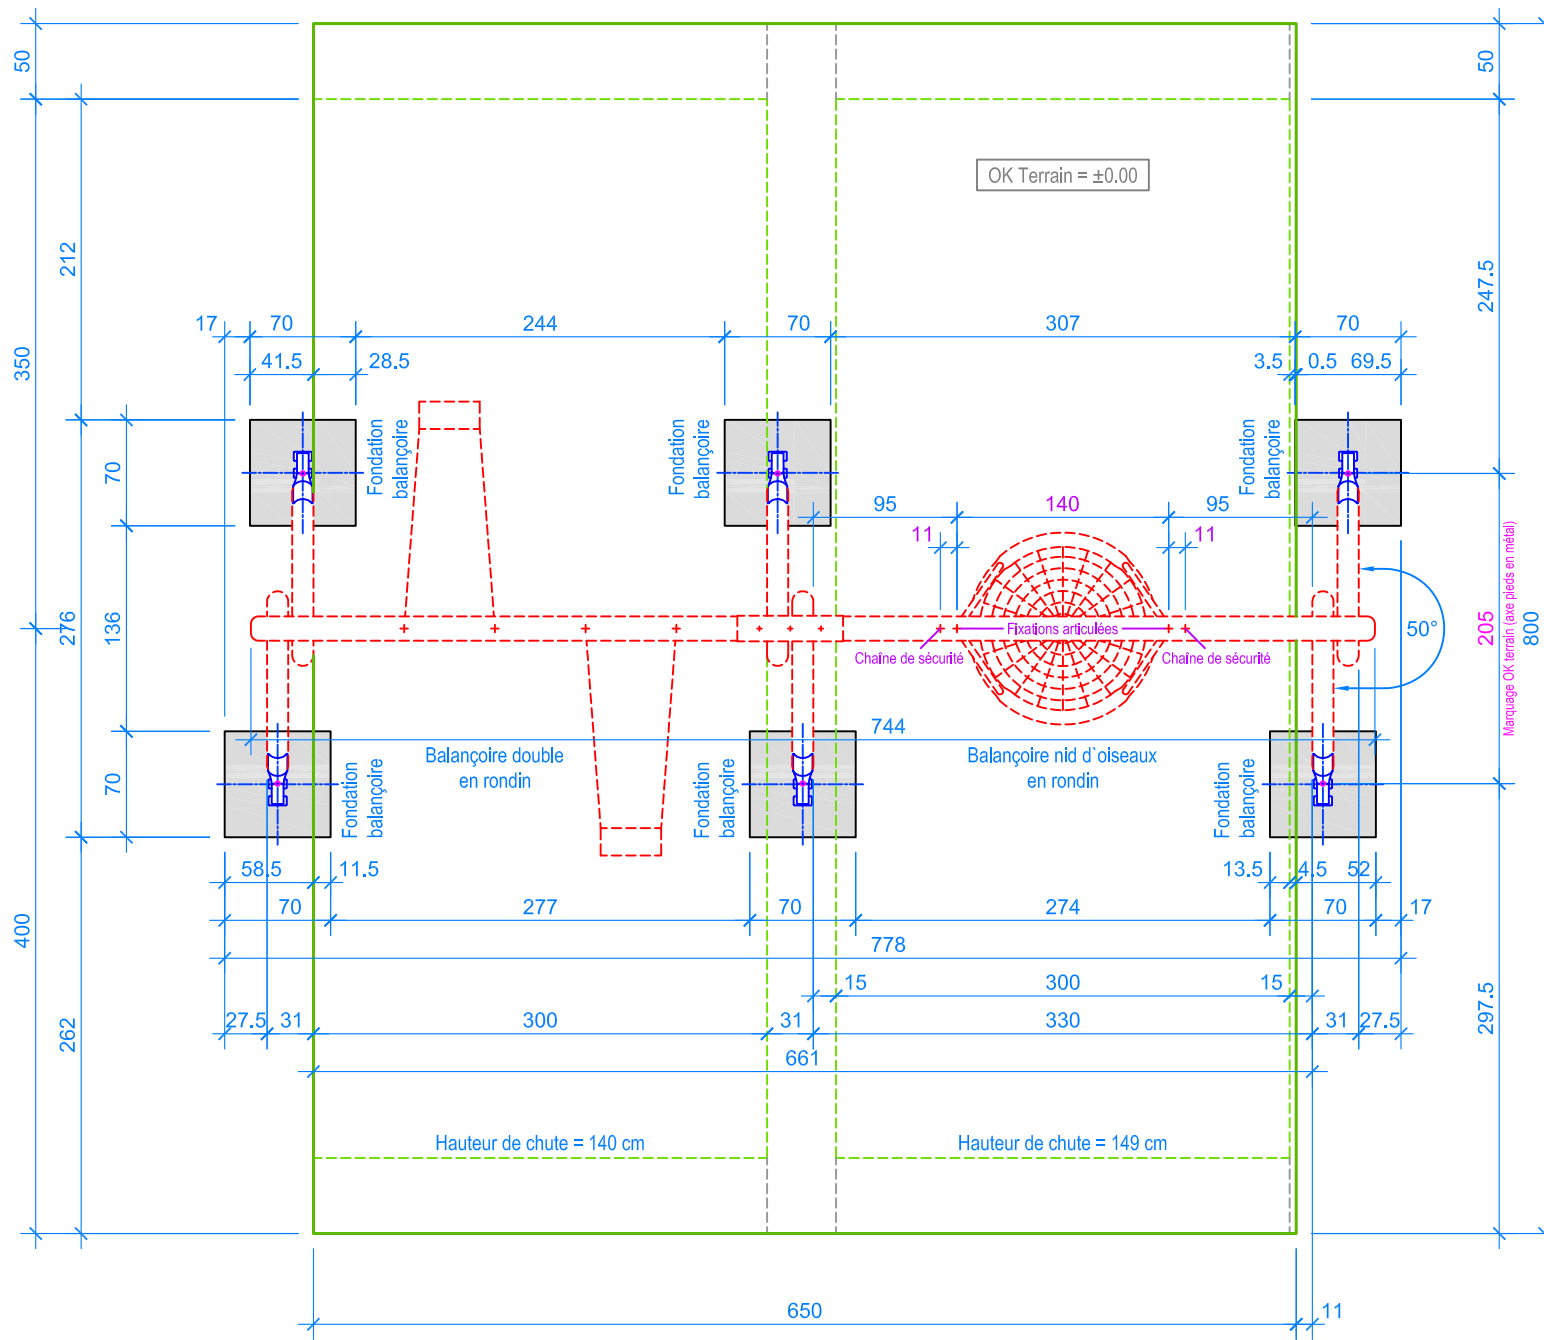 50
50
OK Terrain = ±0.00
212
247.5
17
70
244
70
307
70
350
41.5
28.5
3.5
0.5
69.5
Fondation
balançoire
Fondation
balançoire
Fondation
balançoire
70
95
140
95
11
11
276
136
Fixations articulées
Chaîne de sécurité
Chaîne de sécurité
50°
205
Marquage OK terrain (axe pieds en métal)
800
744
Balançoire double
en rondin
Balançoire nid d`oiseaux
en rondin
70
Fondation
balançoire
Fondation
balançoire
Fondation
balançoire
58.5
11.5
13.5
4.5
52
400
70
277
70
274
70
17
778
15
300
15
262
27.5
31
300
31
330
31
27.5
297.5
661
Hauteur de chute = 140 cm
Hauteur de chute = 149 cm
650
11